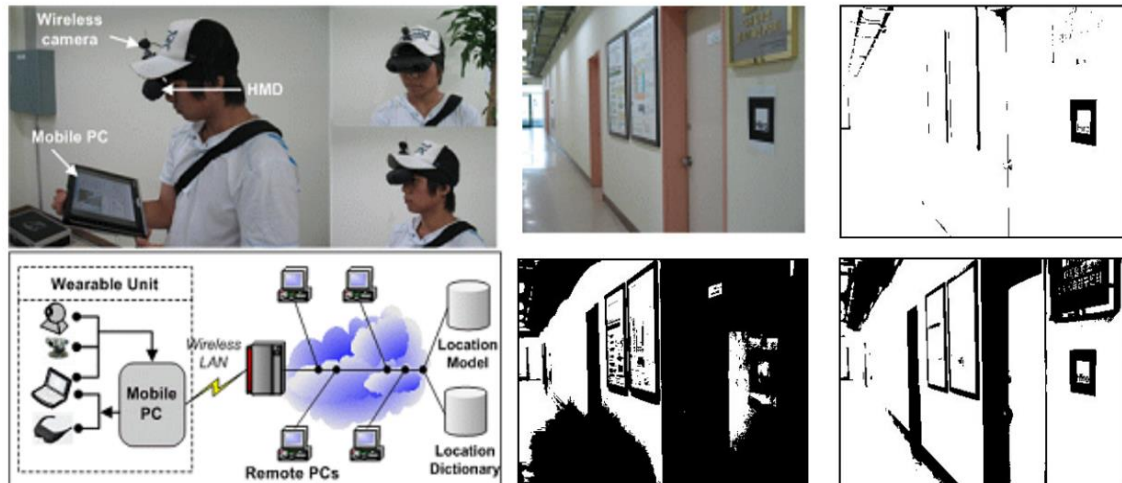 Wireless
camera
HMD
Mobile PC
Wearable Unit
Wireless
LAN
Mobile
PC
Location
Model
Location
Dictionary
Remote PCs